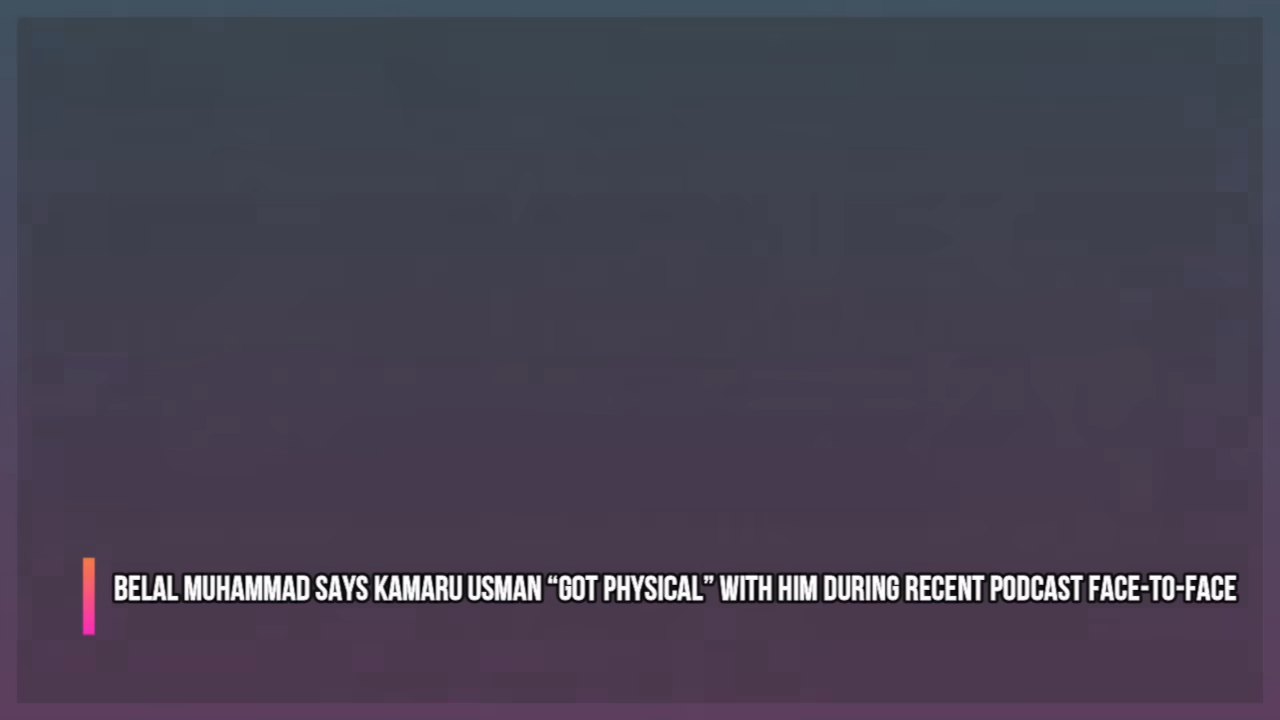 BELAL MUHAMMAD SAYS KAMARU USMAN “GOT PHYSICAL” WITH HIM DURING RECENT PODCAST FACE-TO-FACE